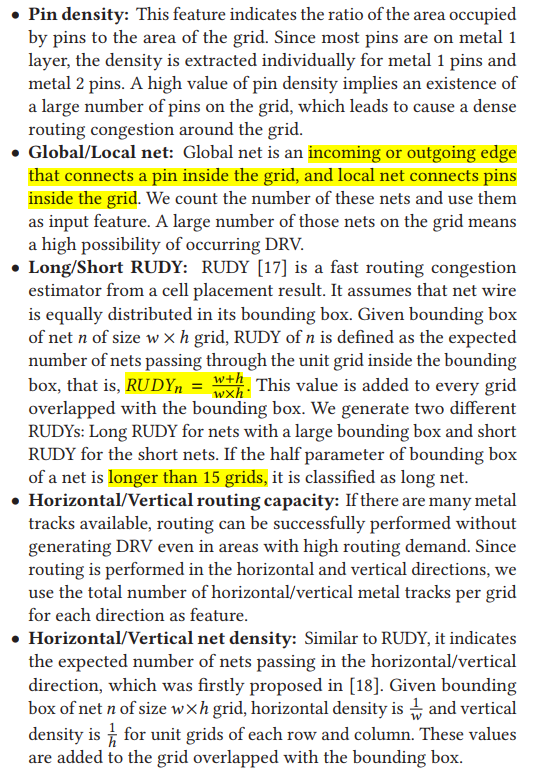 • Pin density: This feature indicates the ratio of the area occupied
by pins to the area of the grid. Since most pins are on metal 1
layer, the density is extracted individually for metal 1 pins and
metal 2 pins. A high value of pin density implies an existence of
a large number of pins on the grid, which leads to cause a dense
routing congestion around the grid.
• Global/Local net: Global net is an incoming or outgoing edge
that connects a pin inside the grid, and local net connects pins
inside the grid. We count the number of these nets and use them
as input feature. A large number of those nets on the grid means
a high possibility of occurring DRV.
• Long/Short RUDY: RUDY [17] is a fast routing congestion
estimator from a cell placement result. It assumes that net wire
is equally distributed in its bounding box. Given bounding box
of net n of size w × h grid, RUDY of n is defined as the expected
number of nets passing through the unit grid inside the bounding
box, that is, RUDYₙ = (w+h)/(w×h). This value is added to every grid
overlapped with the bounding box. We generate two different
RUDYs: Long RUDY for nets with a large bounding box and short
RUDY for the short nets. If the half parameter of bounding box
of a net is longer than 15 grids, it is classified as long net.
• Horizontal/Vertical routing capacity: If there are many metal
tracks available, routing can be successfully performed without
generating DRV even in areas with high routing demand. Since
routing is performed in the horizontal and vertical directions, we
use the total number of horizontal/vertical metal tracks per grid
for each direction as feature.
• Horizontal/Vertical net density: Similar to RUDY, it indicates
the expected number of nets passing in the horizontal/vertical
direction, which was firstly proposed in [18]. Given bounding
box of net n of size w×h grid, horizontal density is 1/w and vertical
density is 1/h for unit grids of each row and column. These values
are added to the grid overlapped with the bounding box.